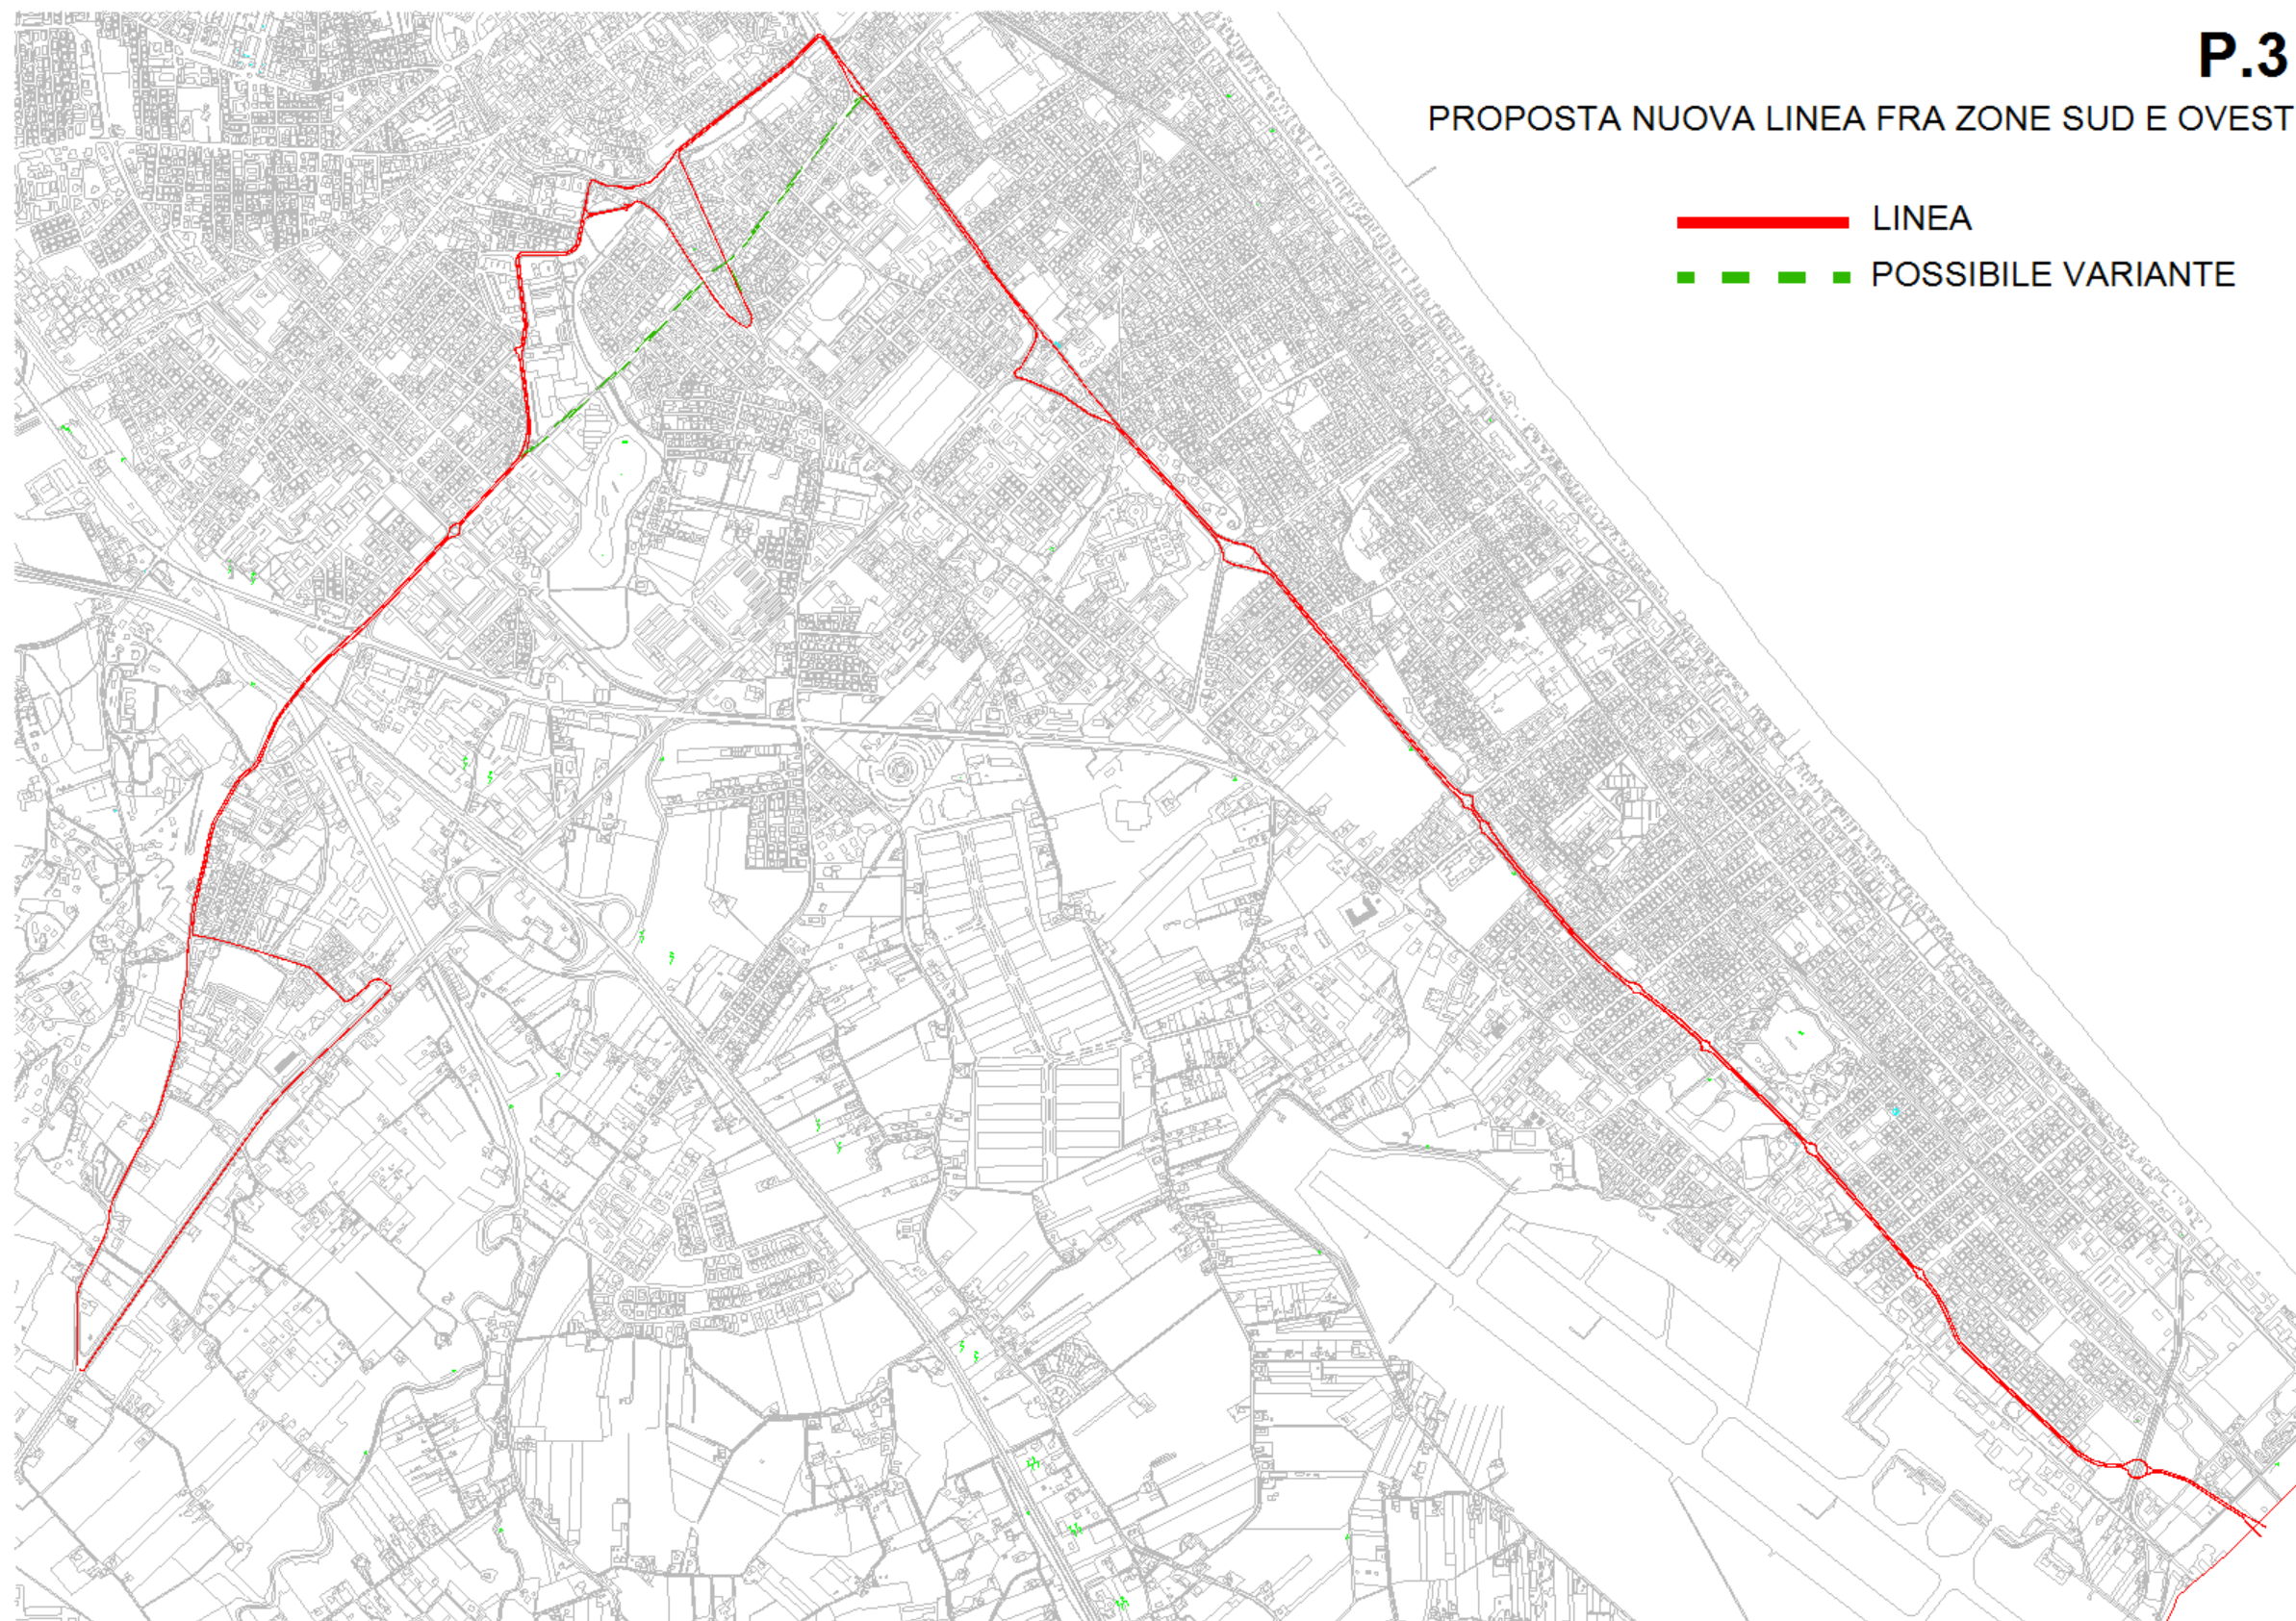 P.3
PROPOSTA NUOVA LINEA FRA ZONE SUD E OVEST
LINEA
POSSIBILE VARIANTE